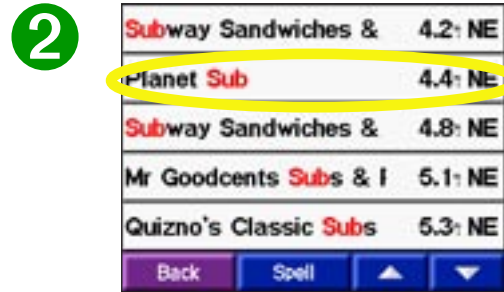 2
Subway Sandwiches & 4.2 NE
Planet Sub 4.4 NE
Subway Sandwiches & 4.8 NE
Mr Goodcents Subs & 5.1 NE
Quizno's Classic Subs 5.3 NE
Back Spell